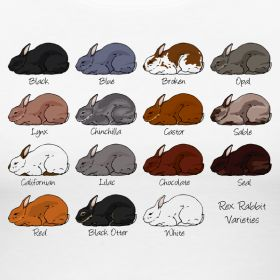 Black Blue Broken Opal
Lynx Chinchilla Castor Sable
Californian Lilac Chocolate Seal
Red Black Otter White
Rex Rabbit
Varieties